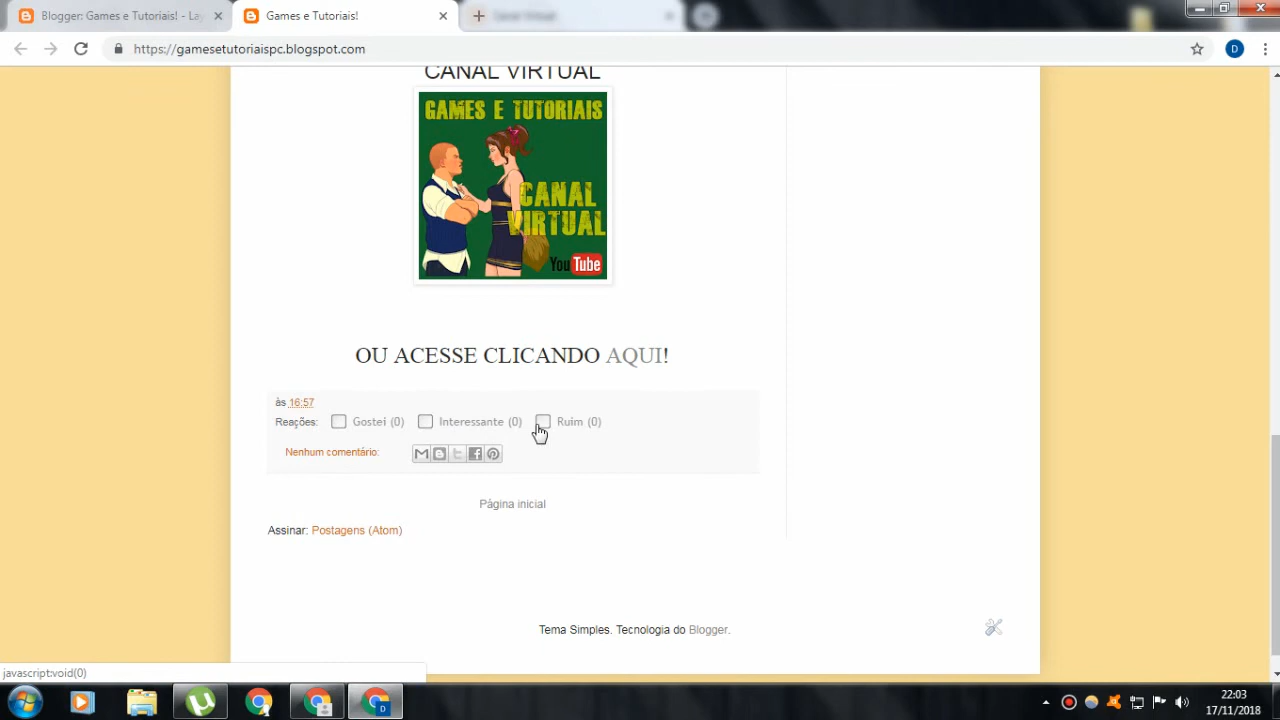 Blogger: Games e Tutoriais! - La
Games e Tutoriais!
Canal Virtual
https://gamesetutoriaispc.blogspot.com
D
CANAL VIRTUAL
GAMES E TUTORIAIS
CANAL
VIRTUAL
YouTube
OU ACESSE CLICANDO AQUI!
às 16:57
Reações: Gostei (0) Interessante (0) Ruim (0)
Nenhum comentário:
Página inicial
Assinar: Postagens (Atom)
Tema Simples. Tecnologia do Blogger.
javascript:void(0)
D
22:03
17/11/2018